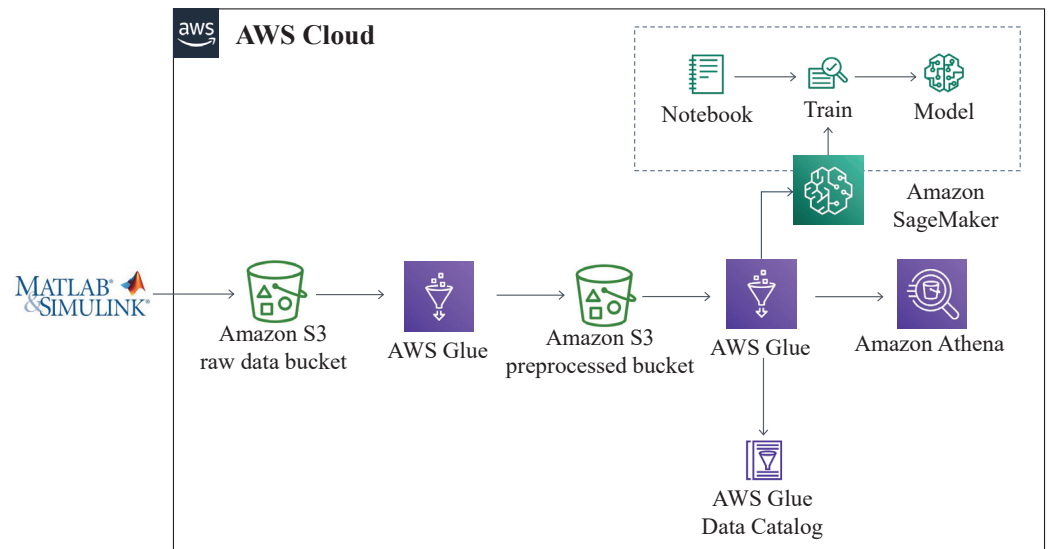 aws
AWS Cloud
Notebook
Train
Model
Amazon
SageMaker
MATLAB®
&SIMULINK®
Amazon S3
raw data bucket
AWS Glue
Amazon S3
preprocessed bucket
AWS Glue
Amazon Athena
AWS Glue
Data Catalog